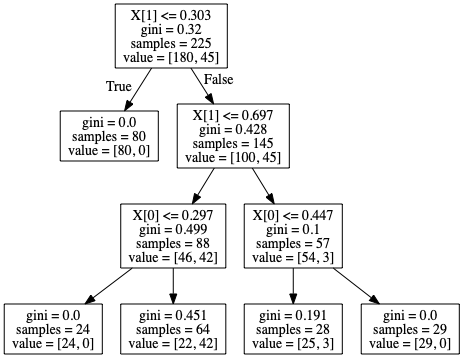 X[1] <= 0.303
gini = 0.32
samples = 225
value = [180, 45]
True
False
gini = 0.0
samples = 80
value = [80, 0]
X[1] <= 0.697
gini = 0.428
samples = 145
value = [100, 45]
X[0] <= 0.297
gini = 0.499
samples = 88
value = [46, 42]
X[0] <= 0.447
gini = 0.1
samples = 57
value = [54, 3]
gini = 0.0
samples = 24
value = [24, 0]
gini = 0.451
samples = 64
value = [22, 42]
gini = 0.191
samples = 28
value = [25, 3]
gini = 0.0
samples = 29
value = [29, 0]